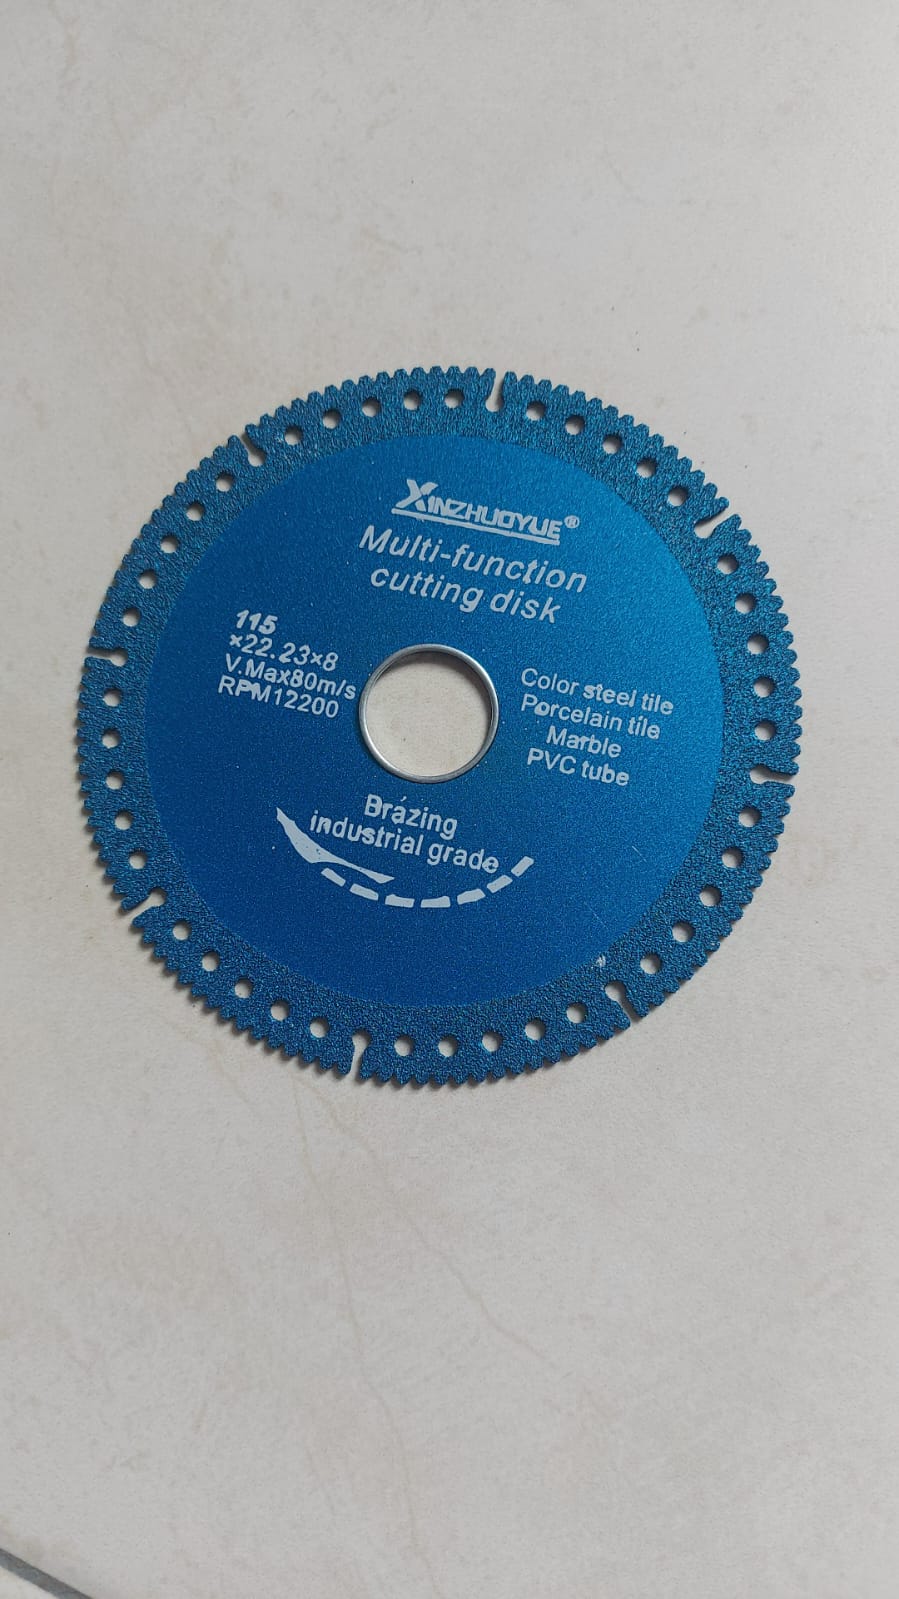 XINZHUOYUE®
Multi-function
cutting disk
115
×22.23×8
V.Max80m/s
RPM12200
Color steel tile
Porcelain tile
Marble
PVC tube
Brazing
industrial grade